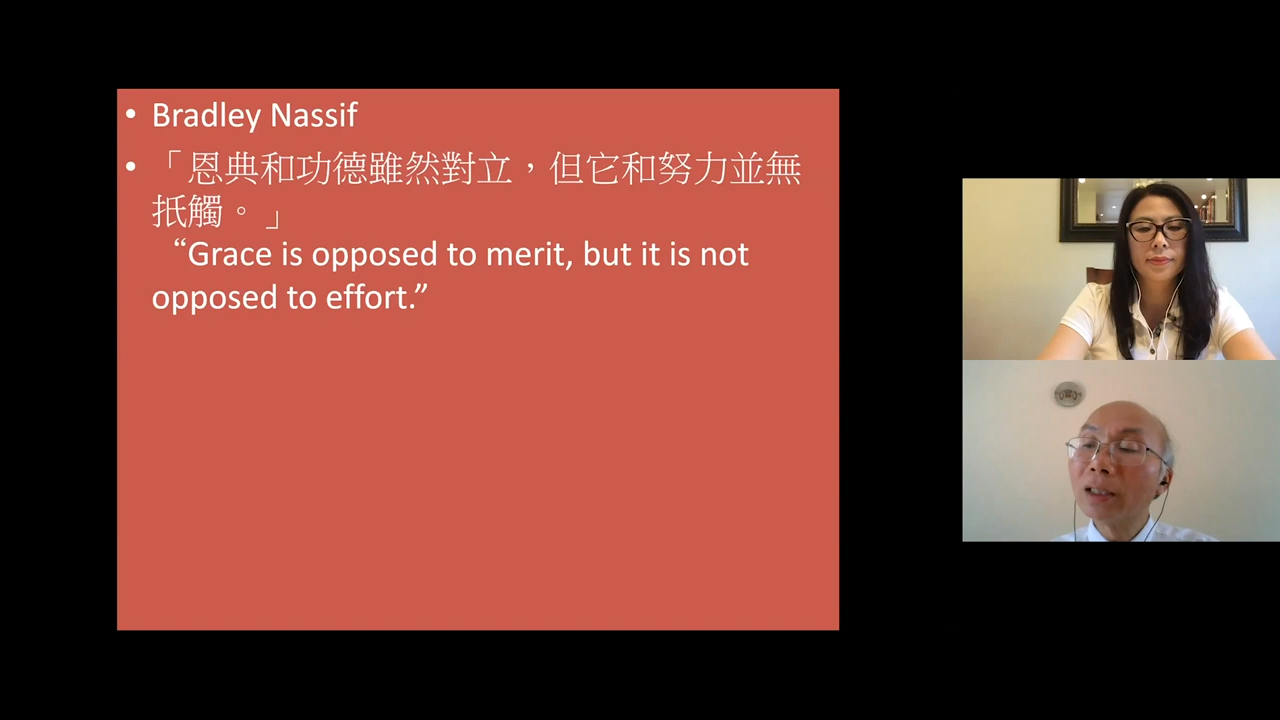 • Bradley Nassif
• 「恩典和功德雖然對立，但它和努力並無
扺觸。」
“Grace is opposed to merit, but it is not
opposed to effort.”